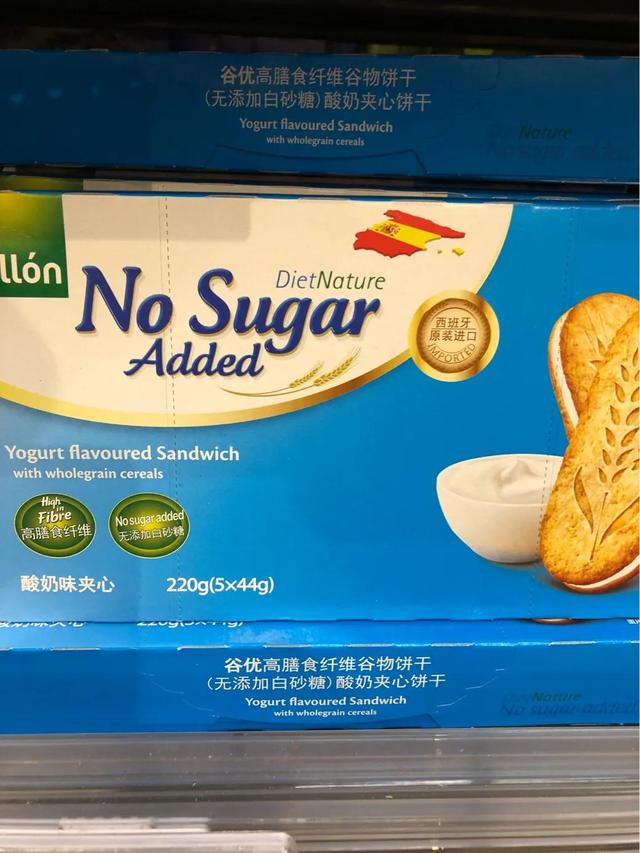 谷优高膳食纤维谷物饼干
(无添加白砂糖)酸奶夹心饼干
Yogurt flavoured Sandwich
with wholegrain cereals
Nature
No sugar added
llón
DietNature
No Sugar
Added
西班牙
原装进口
IMPORTED
Yogurt flavoured Sandwich
with wholegrain cereals
High
in
Fibre
高膳食纤维
No sugar added
无添加白砂糖
酸奶味夹心
220g(5×44g)
谷优高膳食纤维谷物饼干
(无添加白砂糖)酸奶夹心饼干
Yogurt flavoured Sandwich
with wholegrain cereals
DietNature
No sugar added